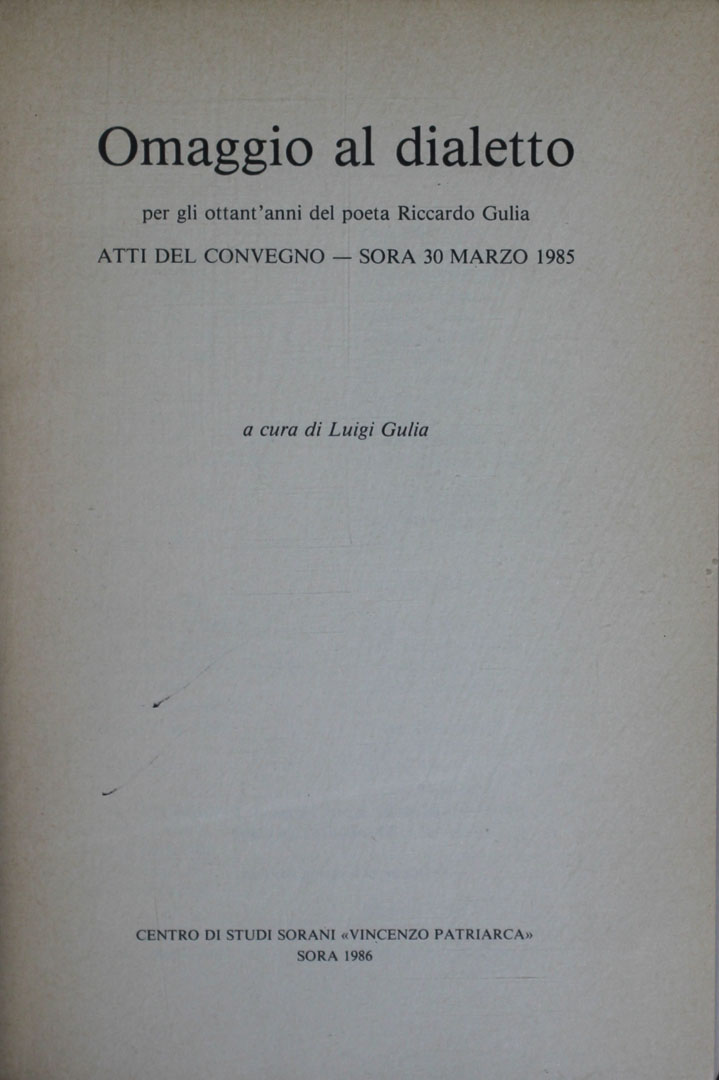 Omaggio al dialetto
per gli ottant'anni del poeta Riccardo Gulia
ATTI DEL CONVEGNO — SORA 30 MARZO 1985
a cura di Luigi Gulia
CENTRO DI STUDI SORANI «VINCENZO PATRIARCA»
SORA 1986